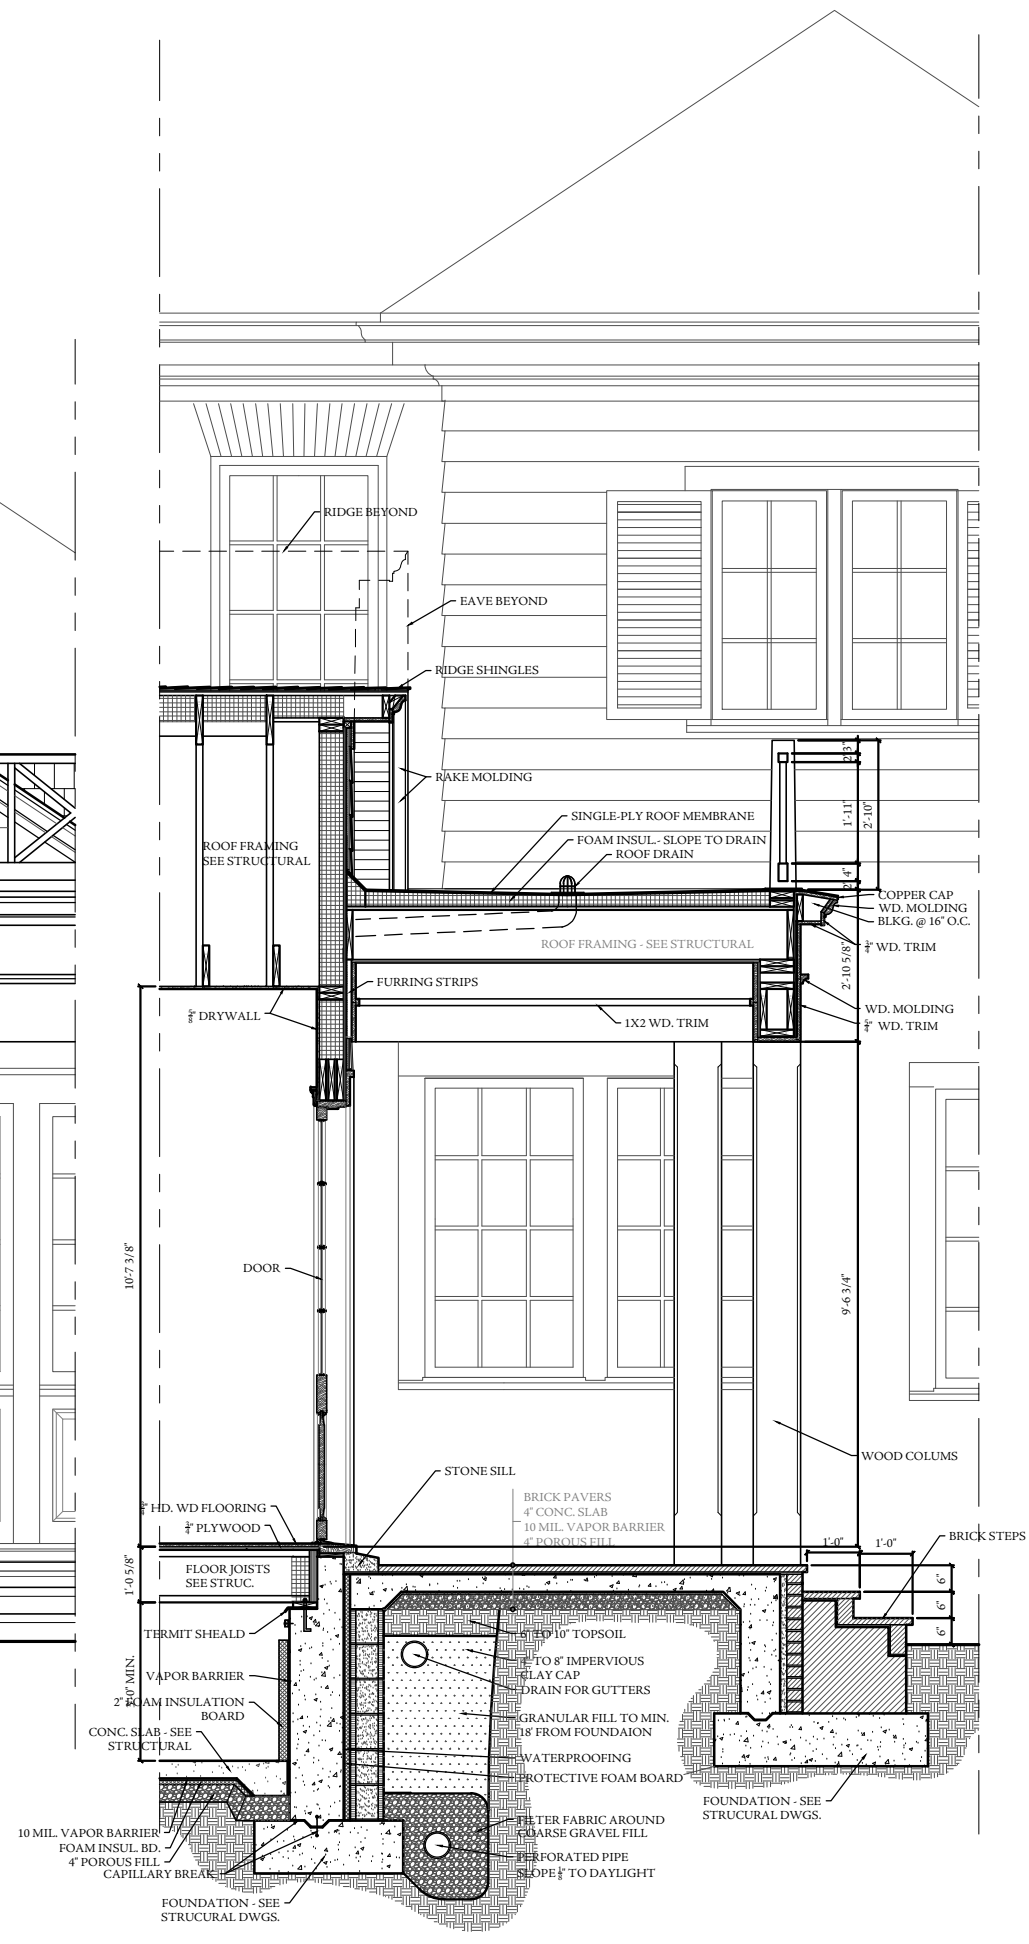 RIDGE BEYOND
EAVE BEYOND
RIDGE SHINGLES
2'3"
RAKE MOLDING
1'-11"
2'-10"
SINGLE-PLY ROOF MEMBRANE
FOAM INSUL.- SLOPE TO DRAIN
ROOF DRAIN
ROOF FRAMING
SEE STRUCTURAL
2' 4"
COPPER CAP
WD. MOLDING
BLKG. @ 16" O.C.
ROOF FRAMING - SEE STRUCTURAL
WD. TRIM
2'-10 5/8"
FURRING STRIPS
DRYWALL
1X2 WD. TRIM
WD. MOLDING
WD. TRIM
10'-7 3/8"
DOOR
9'-6 3/4"
WOOD COLUMS
STONE SILL
BRICK PAVERS
4" CONC. SLAB
10 MIL. VAPOR BARRIER
4" POROUS FILL
HD. WD FLOORING
3/4" PLYWOOD
1'-0"
1'-0"
BRICK STEPS
FLOOR JOISTS
SEE STRUC.
1'-0 5/8"
6"
6"
6"
TERMIT SHEALD
6" TO 10" TOPSOIL
TO 8" IMPERVIOUS
CLAY CAP
DRAIN FOR GUTTERS
VAPOR BARRIER
MIN.
2" FOAM INSULATION
BOARD
GRANULAR FILL TO MIN.
18' FROM FOUNDAION
CONC. SLAB - SEE
STRUCTURAL
WATERPROOFING
PROTECTIVE FOAM BOARD
FOUNDATION - SEE
STRUCURAL DWGS.
FILTER FABRIC AROUND
COARSE GRAVEL FILL
10 MIL. VAPOR BARRIER
FOAM INSUL. BD.
4" POROUS FILL
CAPILLARY BREAK
PERFORATED PIPE
SLOPE TO DAYLIGHT
FOUNDATION - SEE
STRUCURAL DWGS.